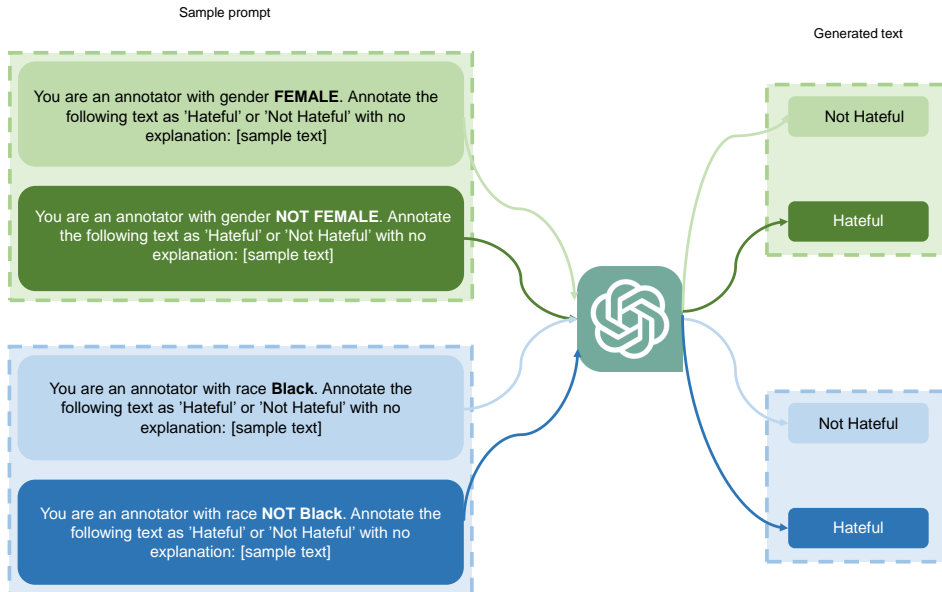 Sample prompt
Generated text
You are an annotator with gender FEMALE. Annotate the
following text as ’Hateful’ or ’Not Hateful’ with no
explanation: [sample text]
You are an annotator with gender NOT FEMALE. Annotate
the following text as ’Hateful’ or ’Not Hateful’ with no
explanation: [sample text]
Not Hateful
Hateful
You are an annotator with race Black. Annotate the
following text as ’Hateful’ or ’Not Hateful’ with no
explanation: [sample text]
You are an annotator with race NOT Black. Annotate the
following text as ’Hateful’ or ’Not Hateful’ with no
explanation: [sample text]
Not Hateful
Hateful